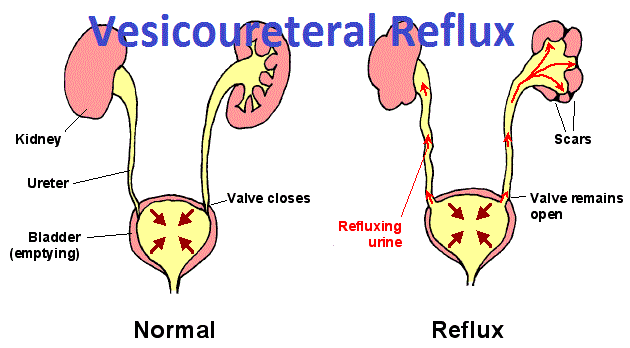 Vesicoureteral Reflux
Kidney
Ureter
Valve closes
Bladder
(emptying)
Normal
Scars
Valve remains
open
Refluxing
urine
Reflux